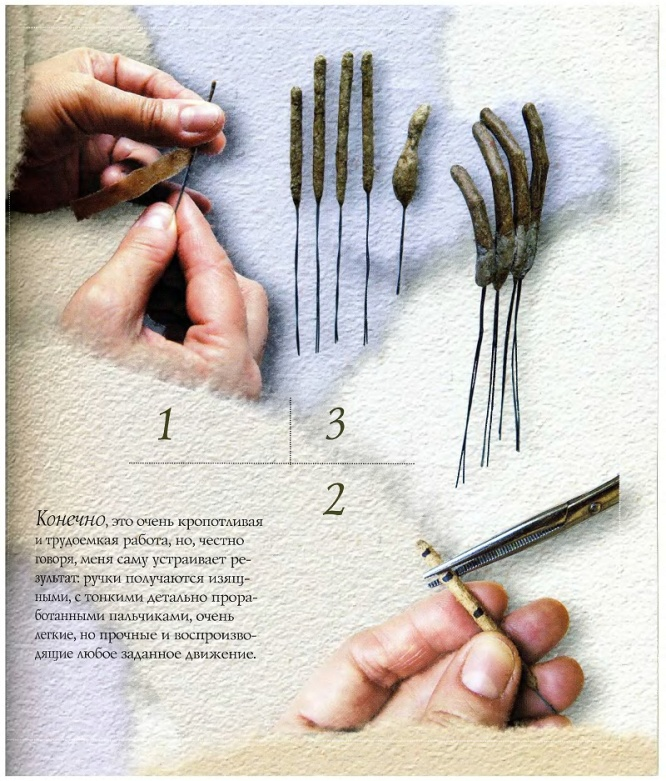 1
3
2
Конечно, это очень кропотливая
и трудоемкая работа, но, честно
говоря, меня саму устраивает ре-
зультат: ручки получаются изящ-
ными, с тонкими детально прора-
ботанными пальчиками, очень
легкие, но прочные и воспроизво-
дящие любое заданное движение.